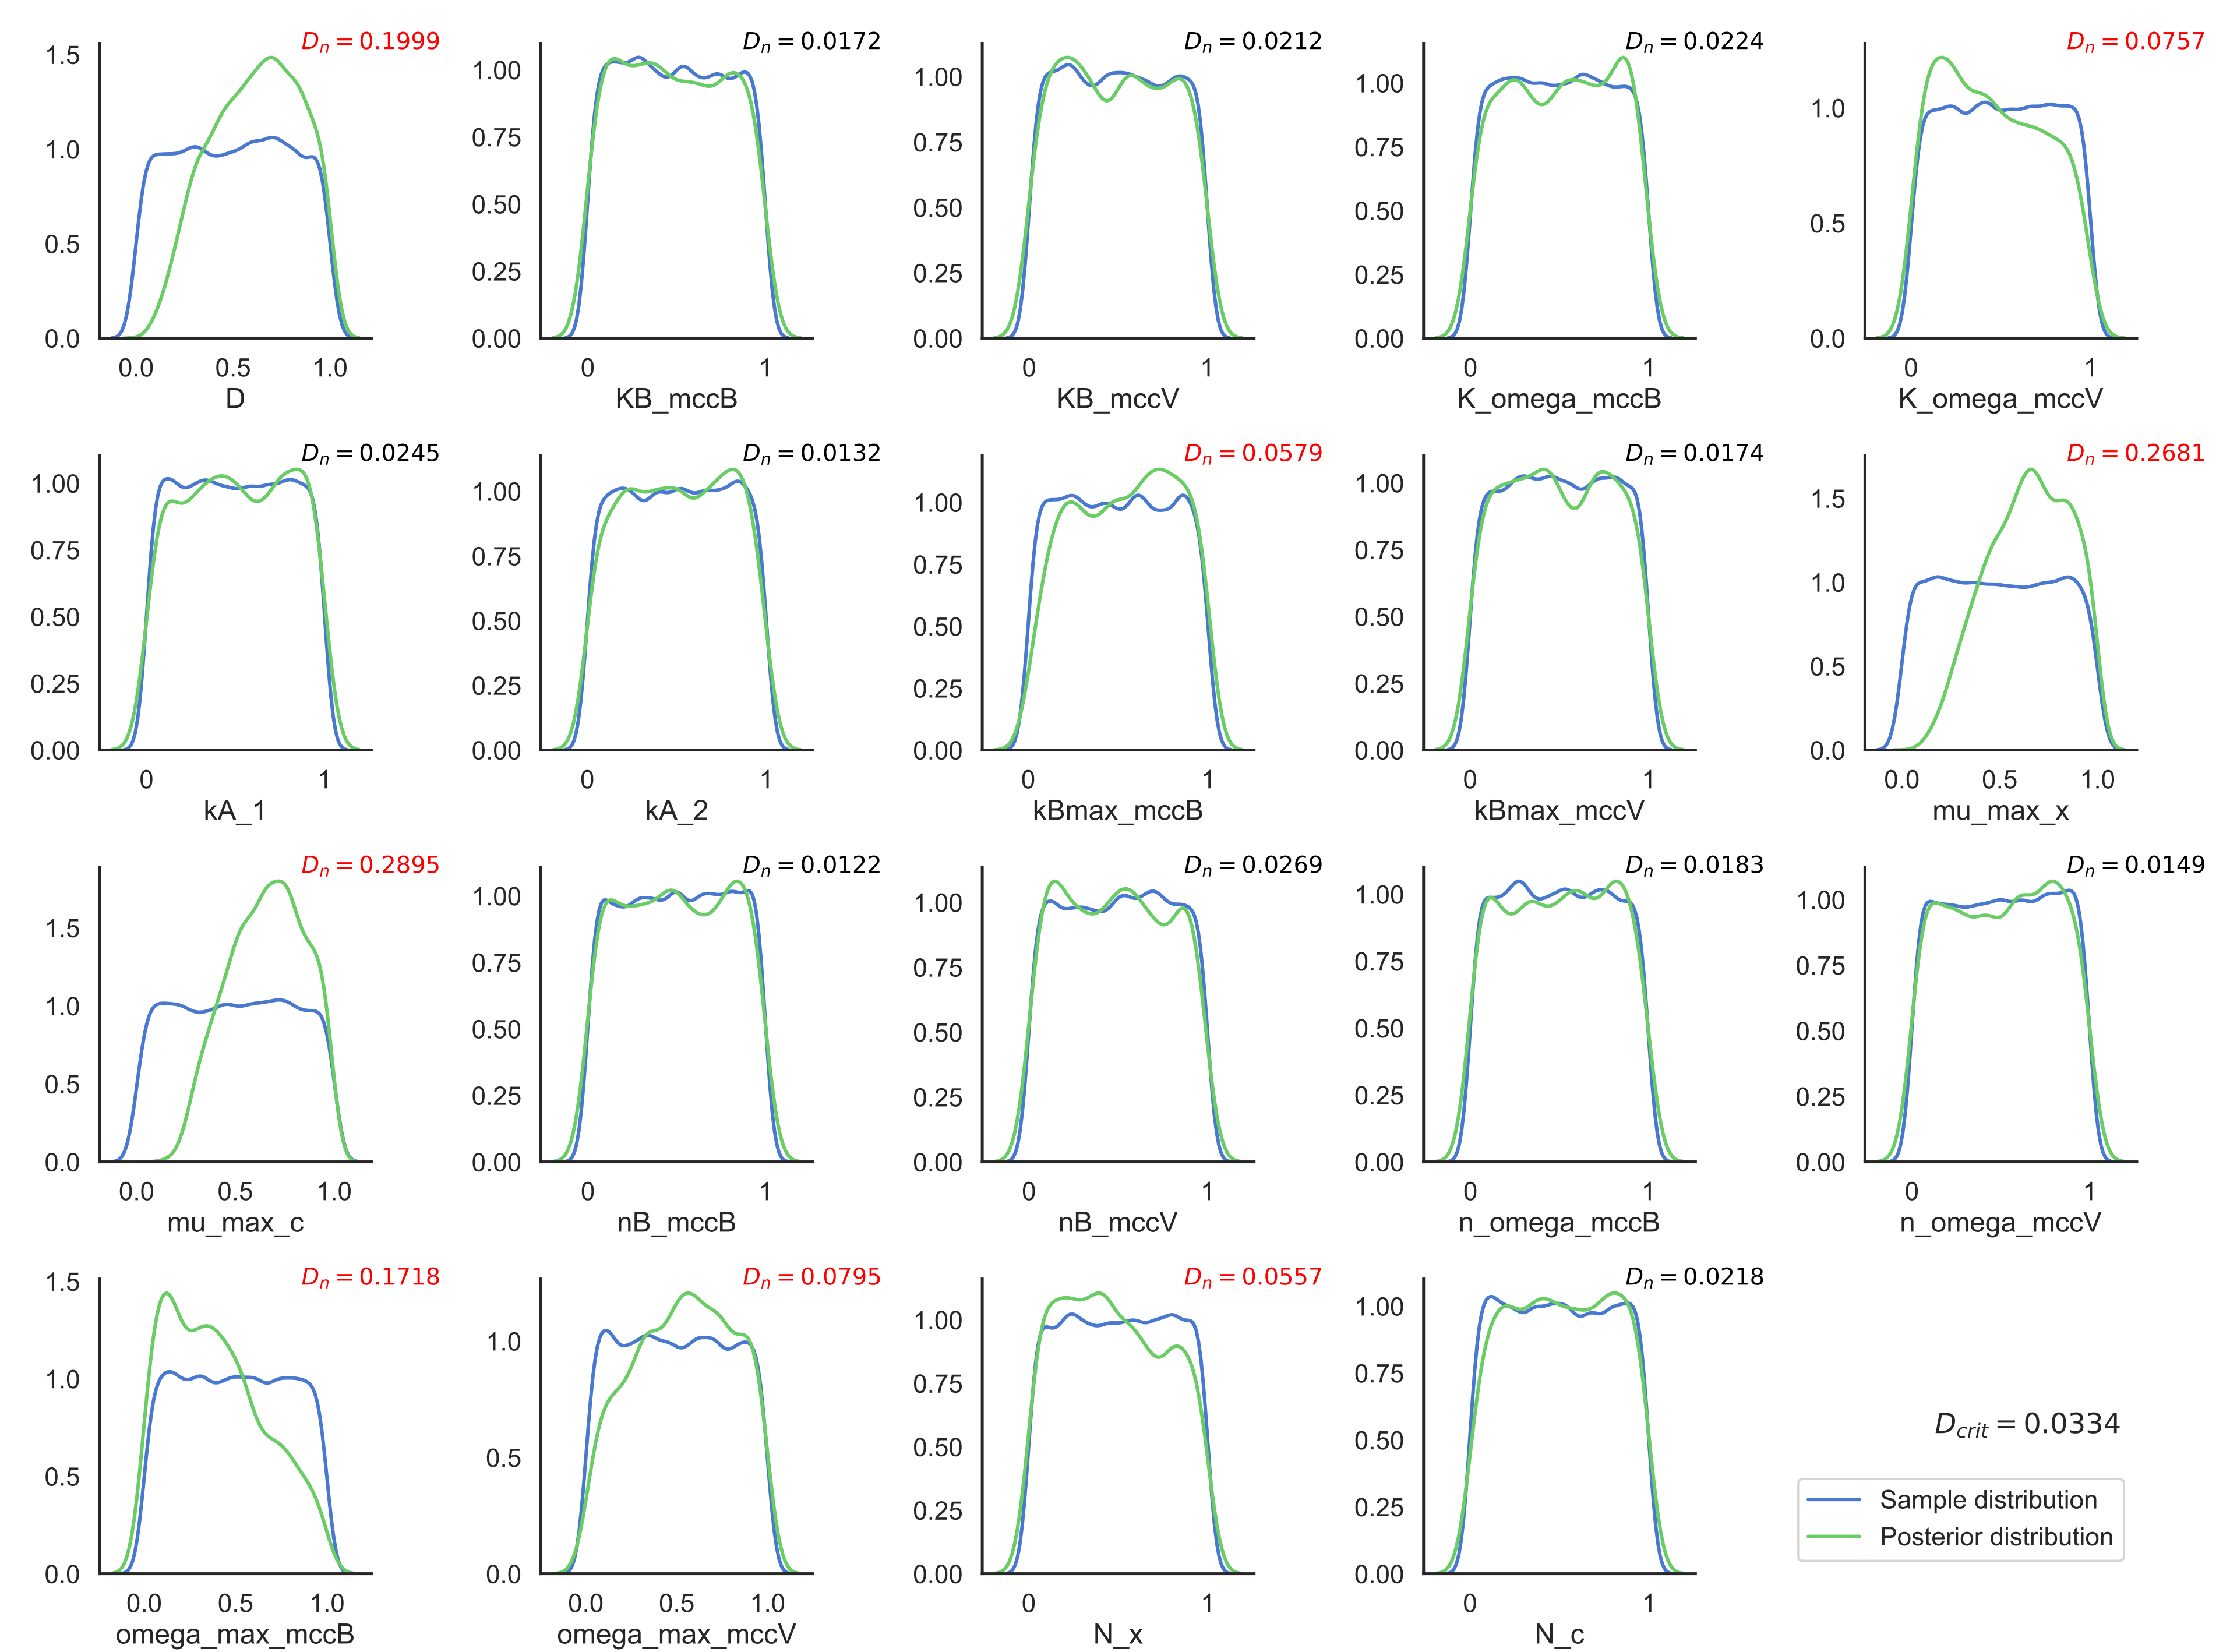 D_n = 0.1999
1.5
1.0
0.5
0.0
0.0 0.5 1.0
D
D_n = 0.0172
1.00
0.75
0.50
0.25
0.00
0 1
KB_mccB
D_n = 0.0212
1.00
0.75
0.50
0.25
0.00
0 1
KB_mccV
D_n = 0.0224
1.00
0.75
0.50
0.25
0.00
0 1
K_omega_mccB
D_n = 0.0757
1.0
0.5
0.0
0 1
K_omega_mccV
D_n = 0.0245
1.00
0.75
0.50
0.25
0.00
0 1
kA_1
D_n = 0.0132
1.00
0.75
0.50
0.25
0.00
0 1
kA_2
D_n = 0.0579
1.00
0.75
0.50
0.25
0.00
0 1
kBmax_mccB
D_n = 0.0174
1.00
0.75
0.50
0.25
0.00
0 1
kBmax_mccV
D_n = 0.2681
1.5
1.0
0.5
0.0
0.0 0.5 1.0
mu_max_x
D_n = 0.2895
1.5
1.0
0.5
0.0
0.0 0.5 1.0
mu_max_c
D_n = 0.0122
1.00
0.75
0.50
0.25
0.00
0 1
nB_mccB
D_n = 0.0269
1.00
0.75
0.50
0.25
0.00
0 1
nB_mccV
D_n = 0.0183
1.00
0.75
0.50
0.25
0.00
0 1
n_omega_mccB
D_n = 0.0149
1.00
0.75
0.50
0.25
0.00
0 1
n_omega_mccV
D_n = 0.1718
1.5
1.0
0.5
0.0
0.0 0.5 1.0
omega_max_mccB
D_n = 0.0795
1.0
0.5
0.0
0.0 0.5 1.0
omega_max_mccV
D_n = 0.0557
1.00
0.75
0.50
0.25
0.00
0 1
N_x
D_n = 0.0218
1.00
0.75
0.50
0.25
0.00
0 1
N_c
D_crit = 0.0334
Sample distribution
Posterior distribution